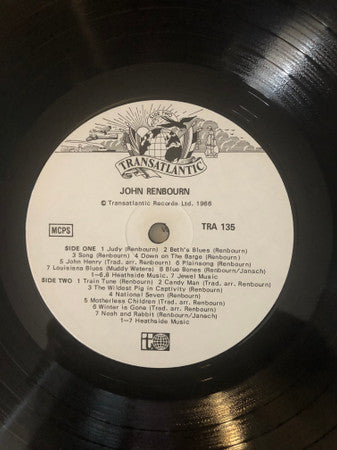 TRANSATLANTIC
JOHN RENBOURN
© Transatlantic Records Ltd. 1966
MCPS
TRA 135
SIDE ONE 1 Judy (Renbourn) 2 Beth's Blues (Renbourn)
3 Song (Renbourn) 4 Down on the Barge (Renbourn)
5 John Henry (Trad. arr. Renbourn) 6 Plainsong (Renbourn)
7 Louisiana Blues (Muddy Waters) 8 Blue Bones (Renbourn/Janach)
1—6,8 Heathside Music. 7 Jewel Music
SIDE TWO 1 Train Tune (Renbourn) 2 Candy Man (Trad. arr. Renbourn)
3 The Wildest Pig in Captivity (Renbourn)
4 National Seven (Renbourn)
5 Motherless Children (Trad. arr. Renbourn)
6 Winter is Gone (Trad. arr. Renbourn)
7 Noah and Rabbit (Renbourn/Janach)
1—7 Heathside Music